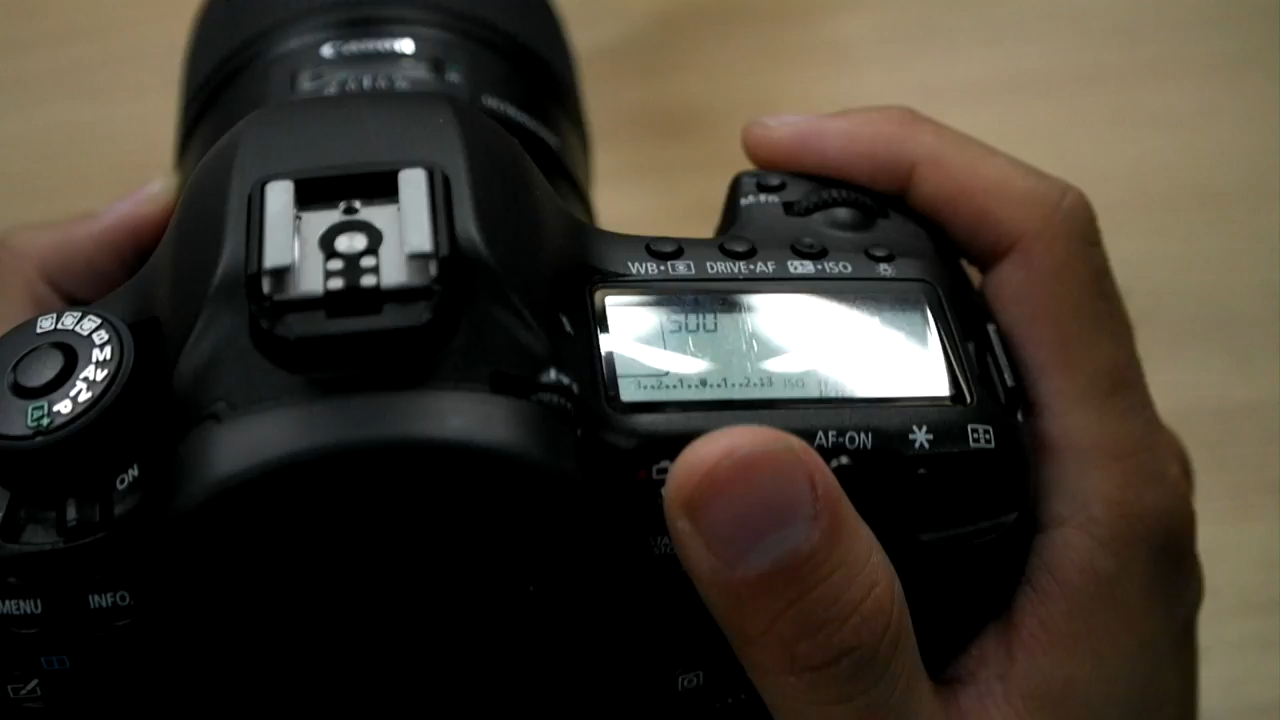 Canon
M-Fn
WB• DRIVE•AF •ISO
500
3..2..1..▼..1..2..3 ISO
B
M
Av
Tv
P
A+
ON
AF-ON
MENU INFO.